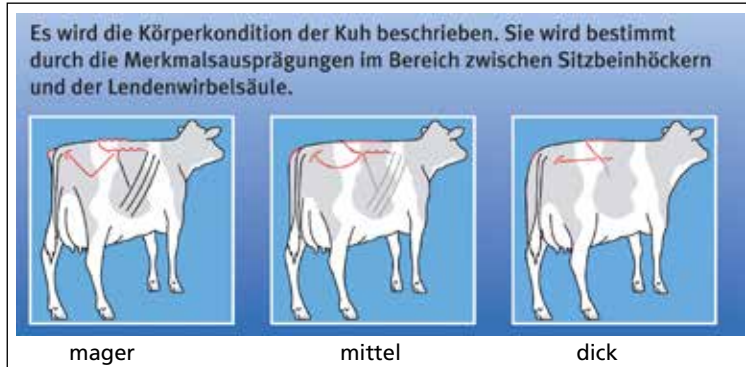 Es wird die Körperkondition der Kuh beschrieben. Sie wird bestimmt
durch die Merkmalsausprägungen im Bereich zwischen Sitzbeinhöckern
und der Lendenwirbelsäule.
mager mittel dick